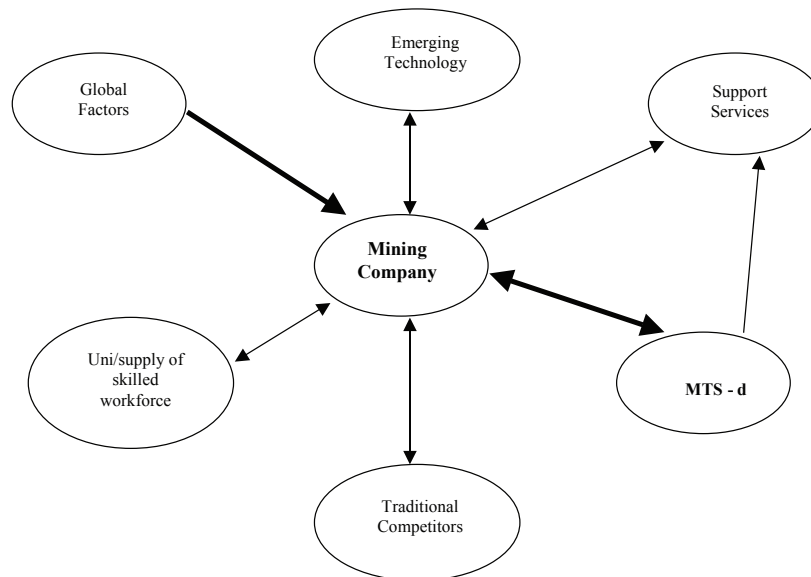 Emerging
Technology
Global
Factors
Support
Services
Mining
Company
Uni/supply of
skilled
workforce
MTS - d
Traditional
Competitors